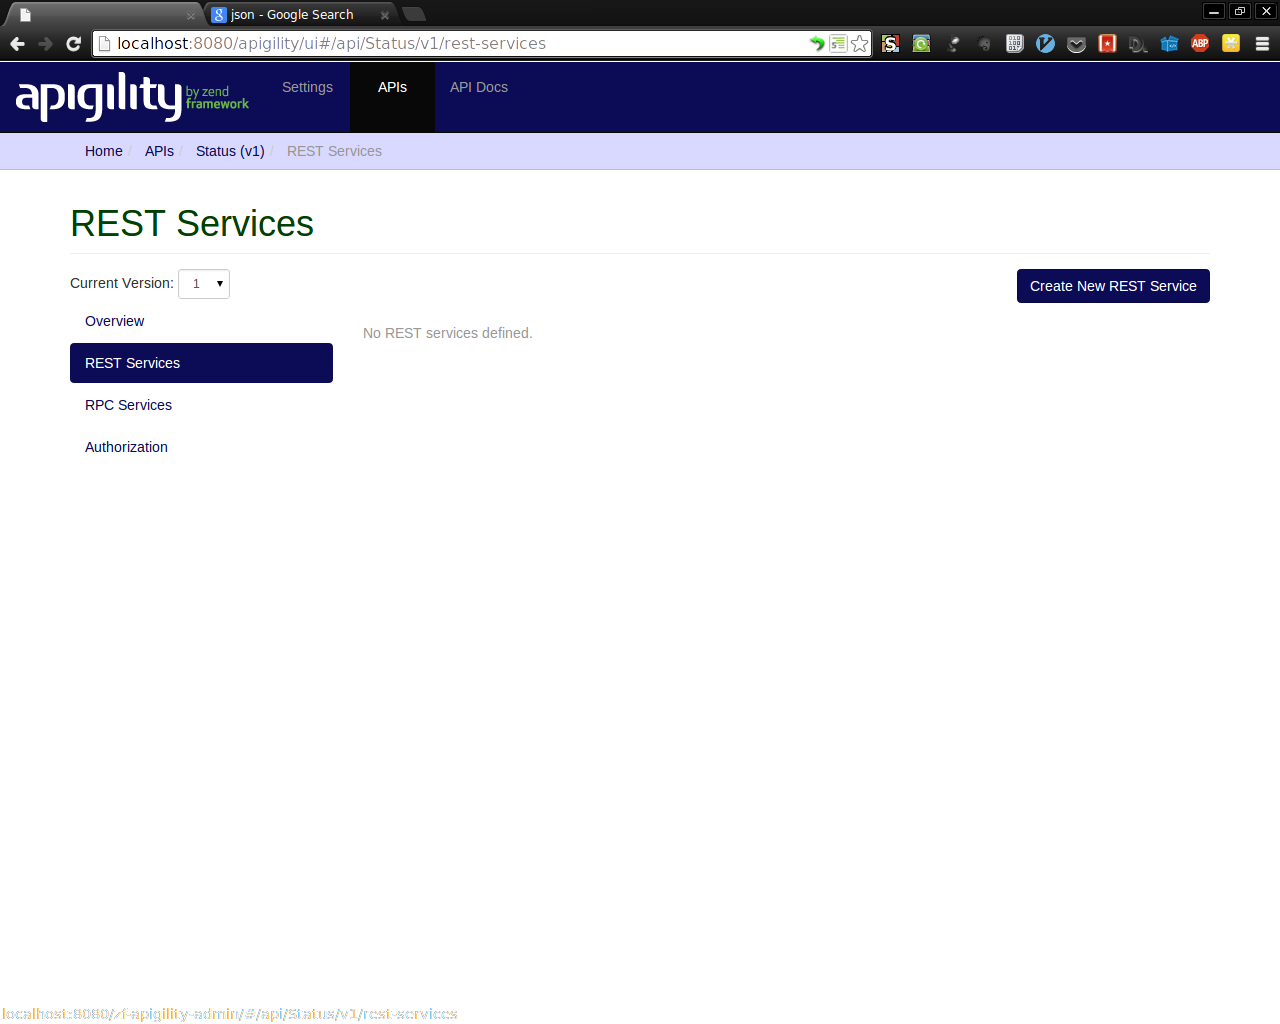 json - Google Search
localhost:8080/apigility/ui#/api/Status/v1/rest-services
ABP
apigility by zend framework
Settings
APIs
API Docs
Home / APIs / Status (v1) / REST Services
REST Services
Current Version: 1
Create New REST Service
Overview
No REST services defined.
REST Services
RPC Services
Authorization
localhost:8080/zf-apigility-admin/#/api/Status/v1/rest-services